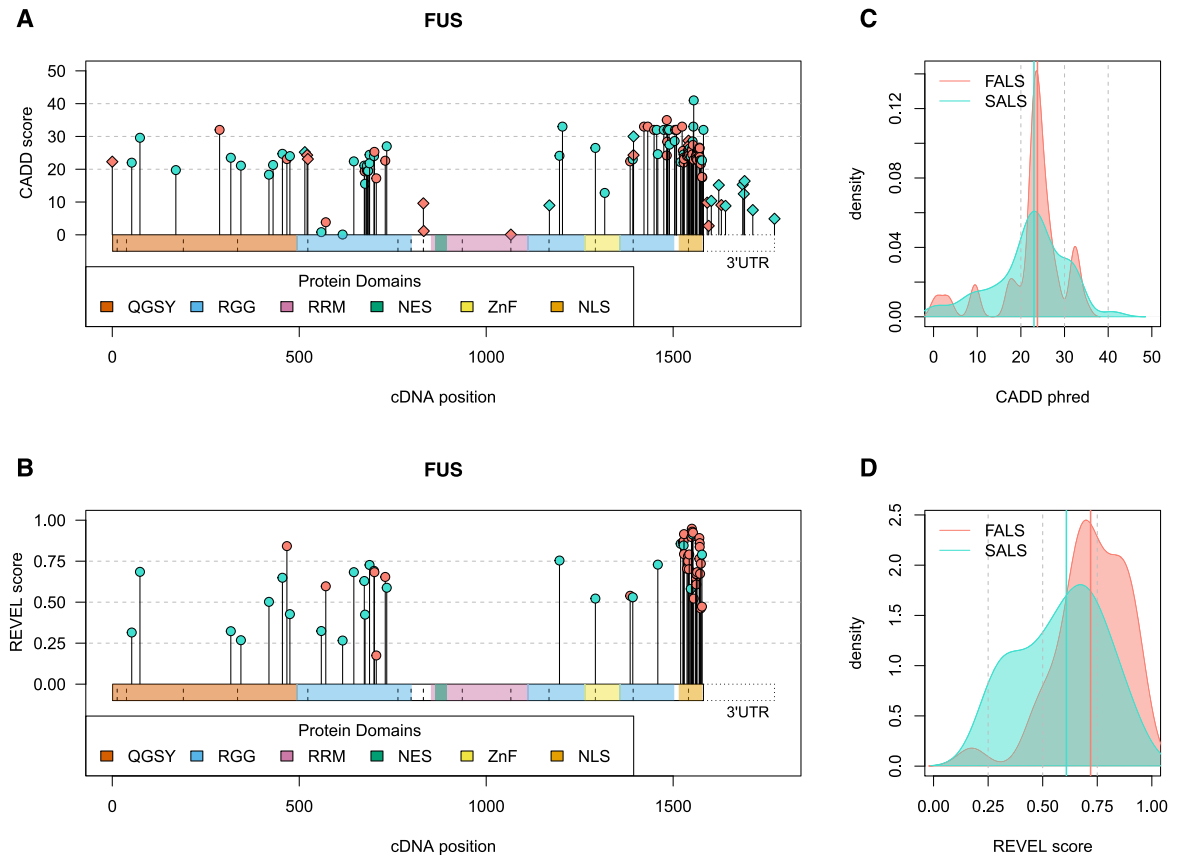 A
FUS
CADD score
50
40
30
20
10
0
3'UTR
Protein Domains
QGSY RGG RRM NES ZnF NLS
0 500 1000 1500
cDNA position
C
FALS
SALS
density
0.12
0.08
0.04
0.00
0 10 20 30 40 50
CADD phred
B
FUS
REVEL score
1.00
0.75
0.50
0.25
0.00
3'UTR
Protein Domains
QGSY RGG RRM NES ZnF NLS
0 500 1000 1500
cDNA position
D
FALS
SALS
density
2.5
2.0
1.5
1.0
0.5
0.0
0.00 0.25 0.50 0.75 1.00
REVEL score